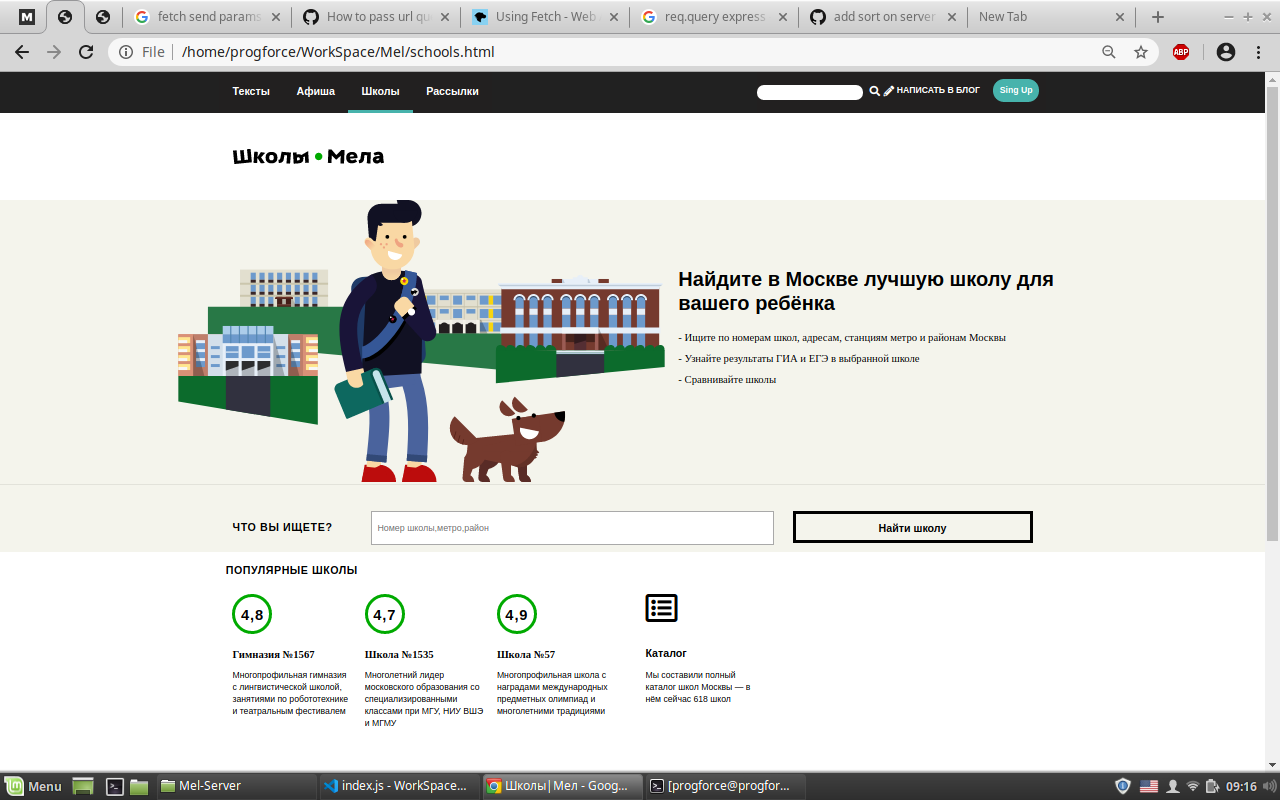 M
fetch send params
How to pass url qu
Using Fetch - Web
req.query express
add sort on server
New Tab
File
/home/progforce/WorkSpace/Mel/schools.html
ABP
Тексты
Афиша
Школы
Рассылки
НАПИСАТЬ В БЛОГ
Sing Up
Школы • Мела
Найдите в Москве лучшую школу для
вашего ребёнка
- Ищите по номерам школ, адресам, станциям метро и районам Москвы
- Узнайте результаты ГИА и ЕГЭ в выбранной школе
- Сравнивайте школы
ЧТО ВЫ ИЩЕТЕ?
Номер школы,метро,район
Найти школу
ПОПУЛЯРНЫЕ ШКОЛЫ
4,8
4,7
4,9
Гимназия №1567
Школа №1535
Школа №57
Каталог
Многопрофильная гимназия
с лингвистической школой,
занятиями по робототехнике
и театральным фестивалем
Многолетний лидер
московского образования со
специализированными
классами при МГУ, НИУ ВШЭ
и МГМУ
Многопрофильная школа с
наградами международных
предметных олимпиад и
многолетними традициями
Мы составили полный
каталог школ Москвы — в
нём сейчас 618 школ
Menu
Mel-Server
index.js - WorkSpace...
Школы|Мел - Goog...
[progforce@progfor...
09:16